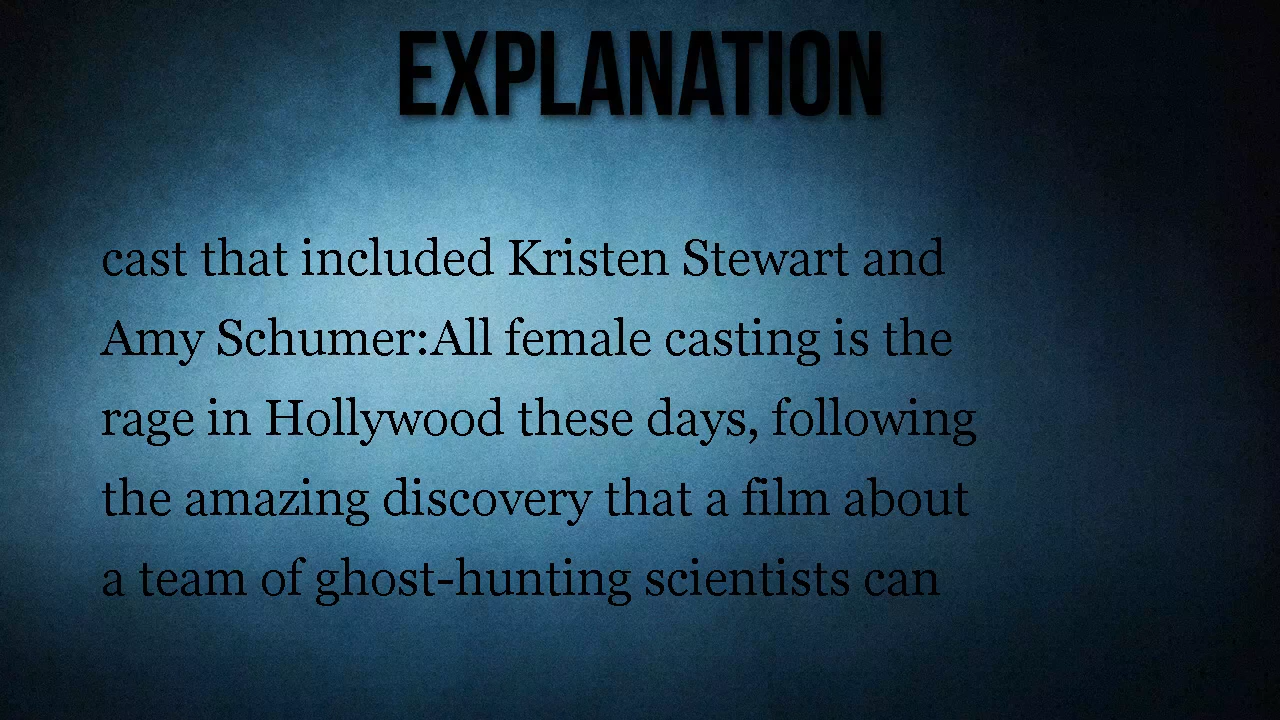 EXPLANATION
cast that included Kristen Stewart and
Amy Schumer:All female casting is the
rage in Hollywood these days, following
the amazing discovery that a film about
a team of ghost-hunting scientists can